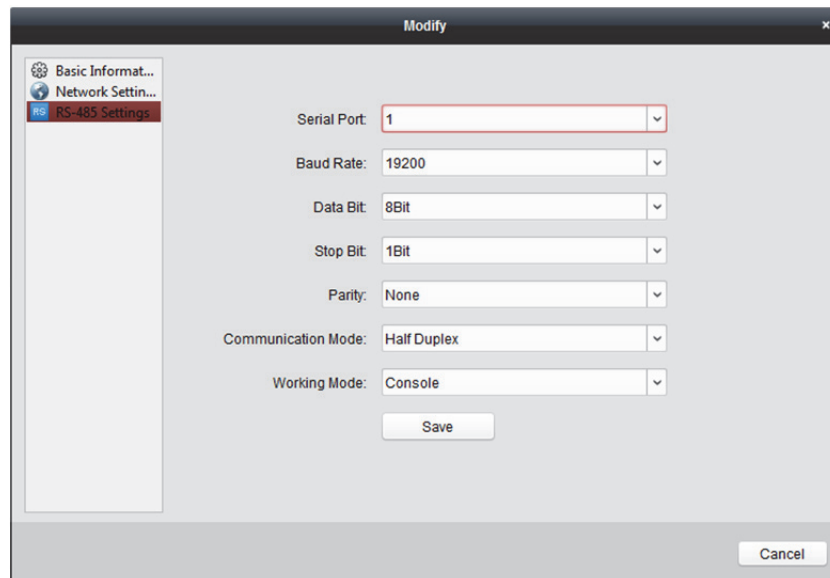 Modify
×
Basic Informat...
Network Settin...
RS RS-485 Settings
Serial Port: 1
Baud Rate: 19200
Data Bit: 8Bit
Stop Bit: 1Bit
Parity: None
Communication Mode: Half Duplex
Working Mode: Console
Save
Cancel